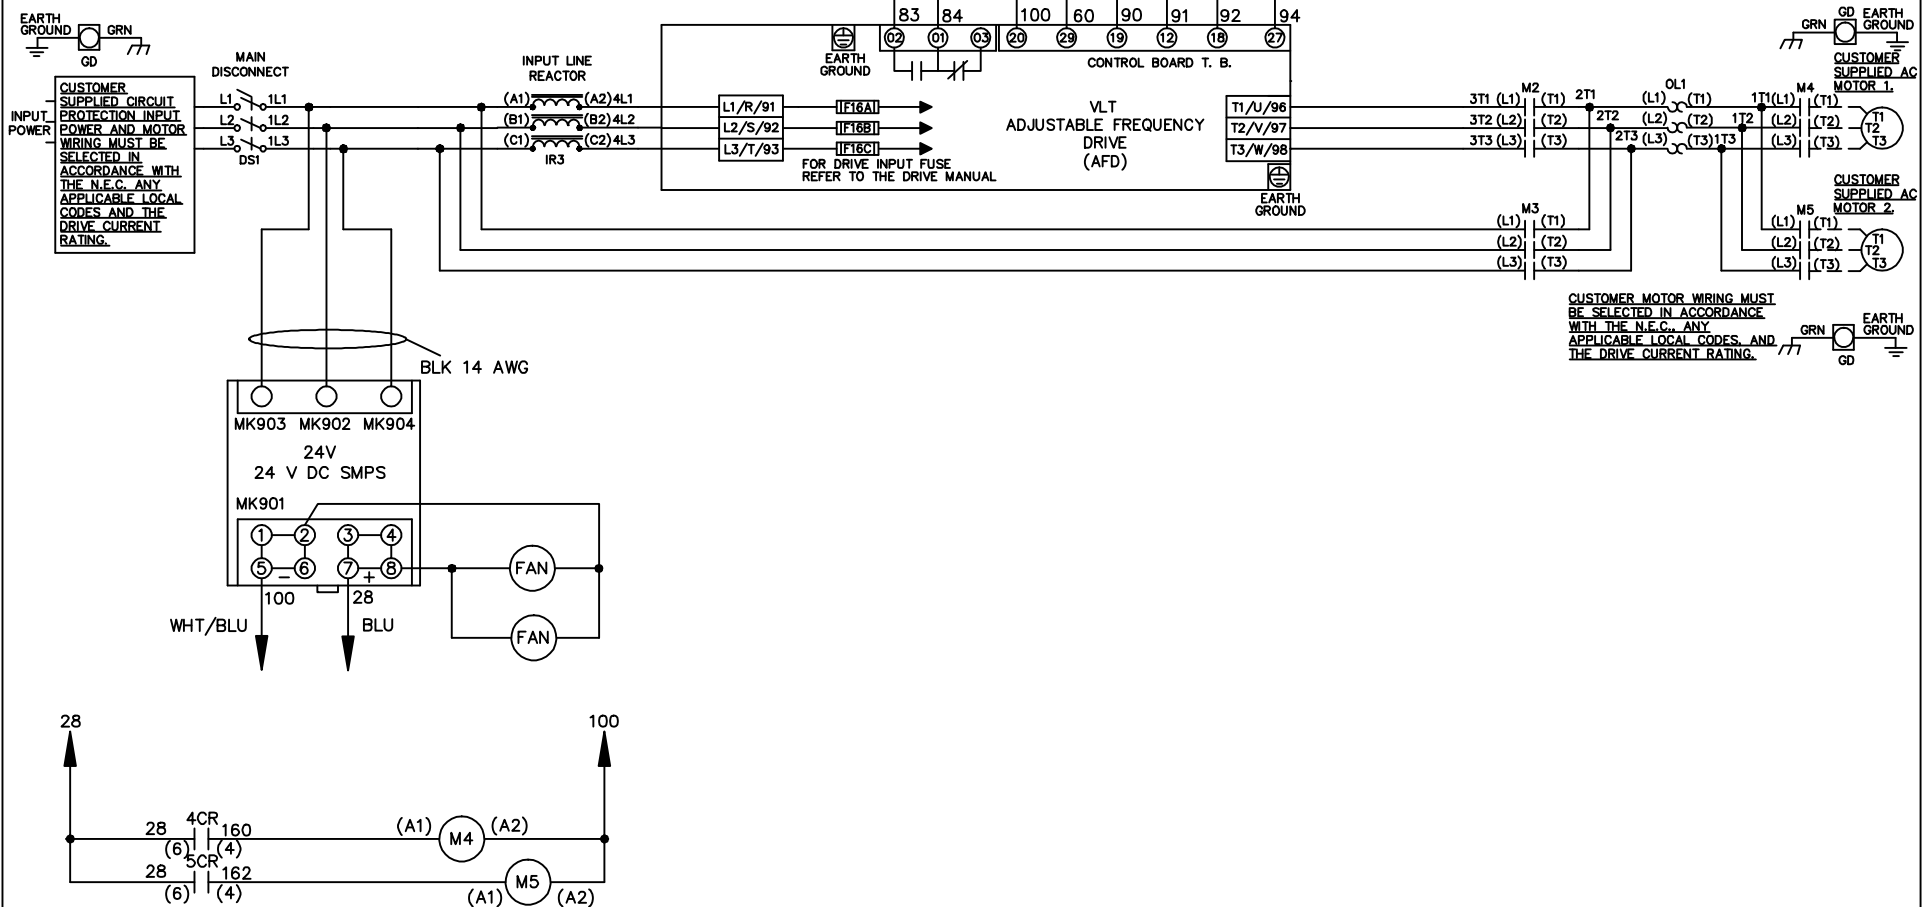 83 84 100 60 90 91 92 94
02 01 03 20 29 19 12 18 27
EARTH
GROUND
GRN
GD
EARTH
GROUND
CONTROL BOARD T. B.
GD
EARTH
GROUND
GRN
INPUT
POWER
CUSTOMER
SUPPLIED CIRCUIT
PROTECTION INPUT
POWER AND MOTOR
WIRING MUST BE
SELECTED IN
ACCORDANCE WITH
THE N.E.C. ANY
APPLICABLE LOCAL
CODES AND THE
DRIVE CURRENT
RATING.
MAIN
DISCONNECT
L1 1L1
L2 1L2
L3 1L3
DS1
INPUT LINE
REACTOR
(A1) (A2) 4L1
(B1) (B2) 4L2
(C1) (C2) 4L3
IR3
L1/R/91
L2/S/92
L3/T/93
F16A
F16B
F16C
FOR DRIVE INPUT FUSE
REFER TO THE DRIVE MANUAL
VLT
ADJUSTABLE FREQUENCY
DRIVE
(AFD)
T1/U/96
T2/V/97
T3/W/98
EARTH
GROUND
M2
3T1 (L1) (T1) 2T1
3T2 (L2) (T2) 2T2
3T3 (L3) (T3) 2T3
OL1
(L1) (T1) 1T1
(L2) (T2) 1T2
(L3) (T3) 1T3
M4
(L1) (T1)
(L2) (T2)
(L3) (T3)
CUSTOMER
SUPPLIED AC
MOTOR 1.
T1
T2
T3
M3
(L1) (T1)
(L2) (T2)
(L3) (T3)
M5
(L1) (T1)
(L2) (T2)
(L3) (T3)
CUSTOMER
SUPPLIED AC
MOTOR 2.
T1
T2
T3
CUSTOMER MOTOR WIRING MUST
BE SELECTED IN ACCORDANCE
WITH THE N.E.C., ANY
APPLICABLE LOCAL CODES, AND
THE DRIVE CURRENT RATING.
GRN
EARTH
GROUND
GD
BLK 14 AWG
MK903 MK902 MK904
24V
24 V DC SMPS
MK901
1 2 3 4
5 6 7 8
- +
100 28
WHT/BLU BLU
FAN
FAN
28 100
28 4CR 160 (A1) M4 (A2)
(6) (4)
28 5CR 162 M5
(6) (4) (A1) (A2)